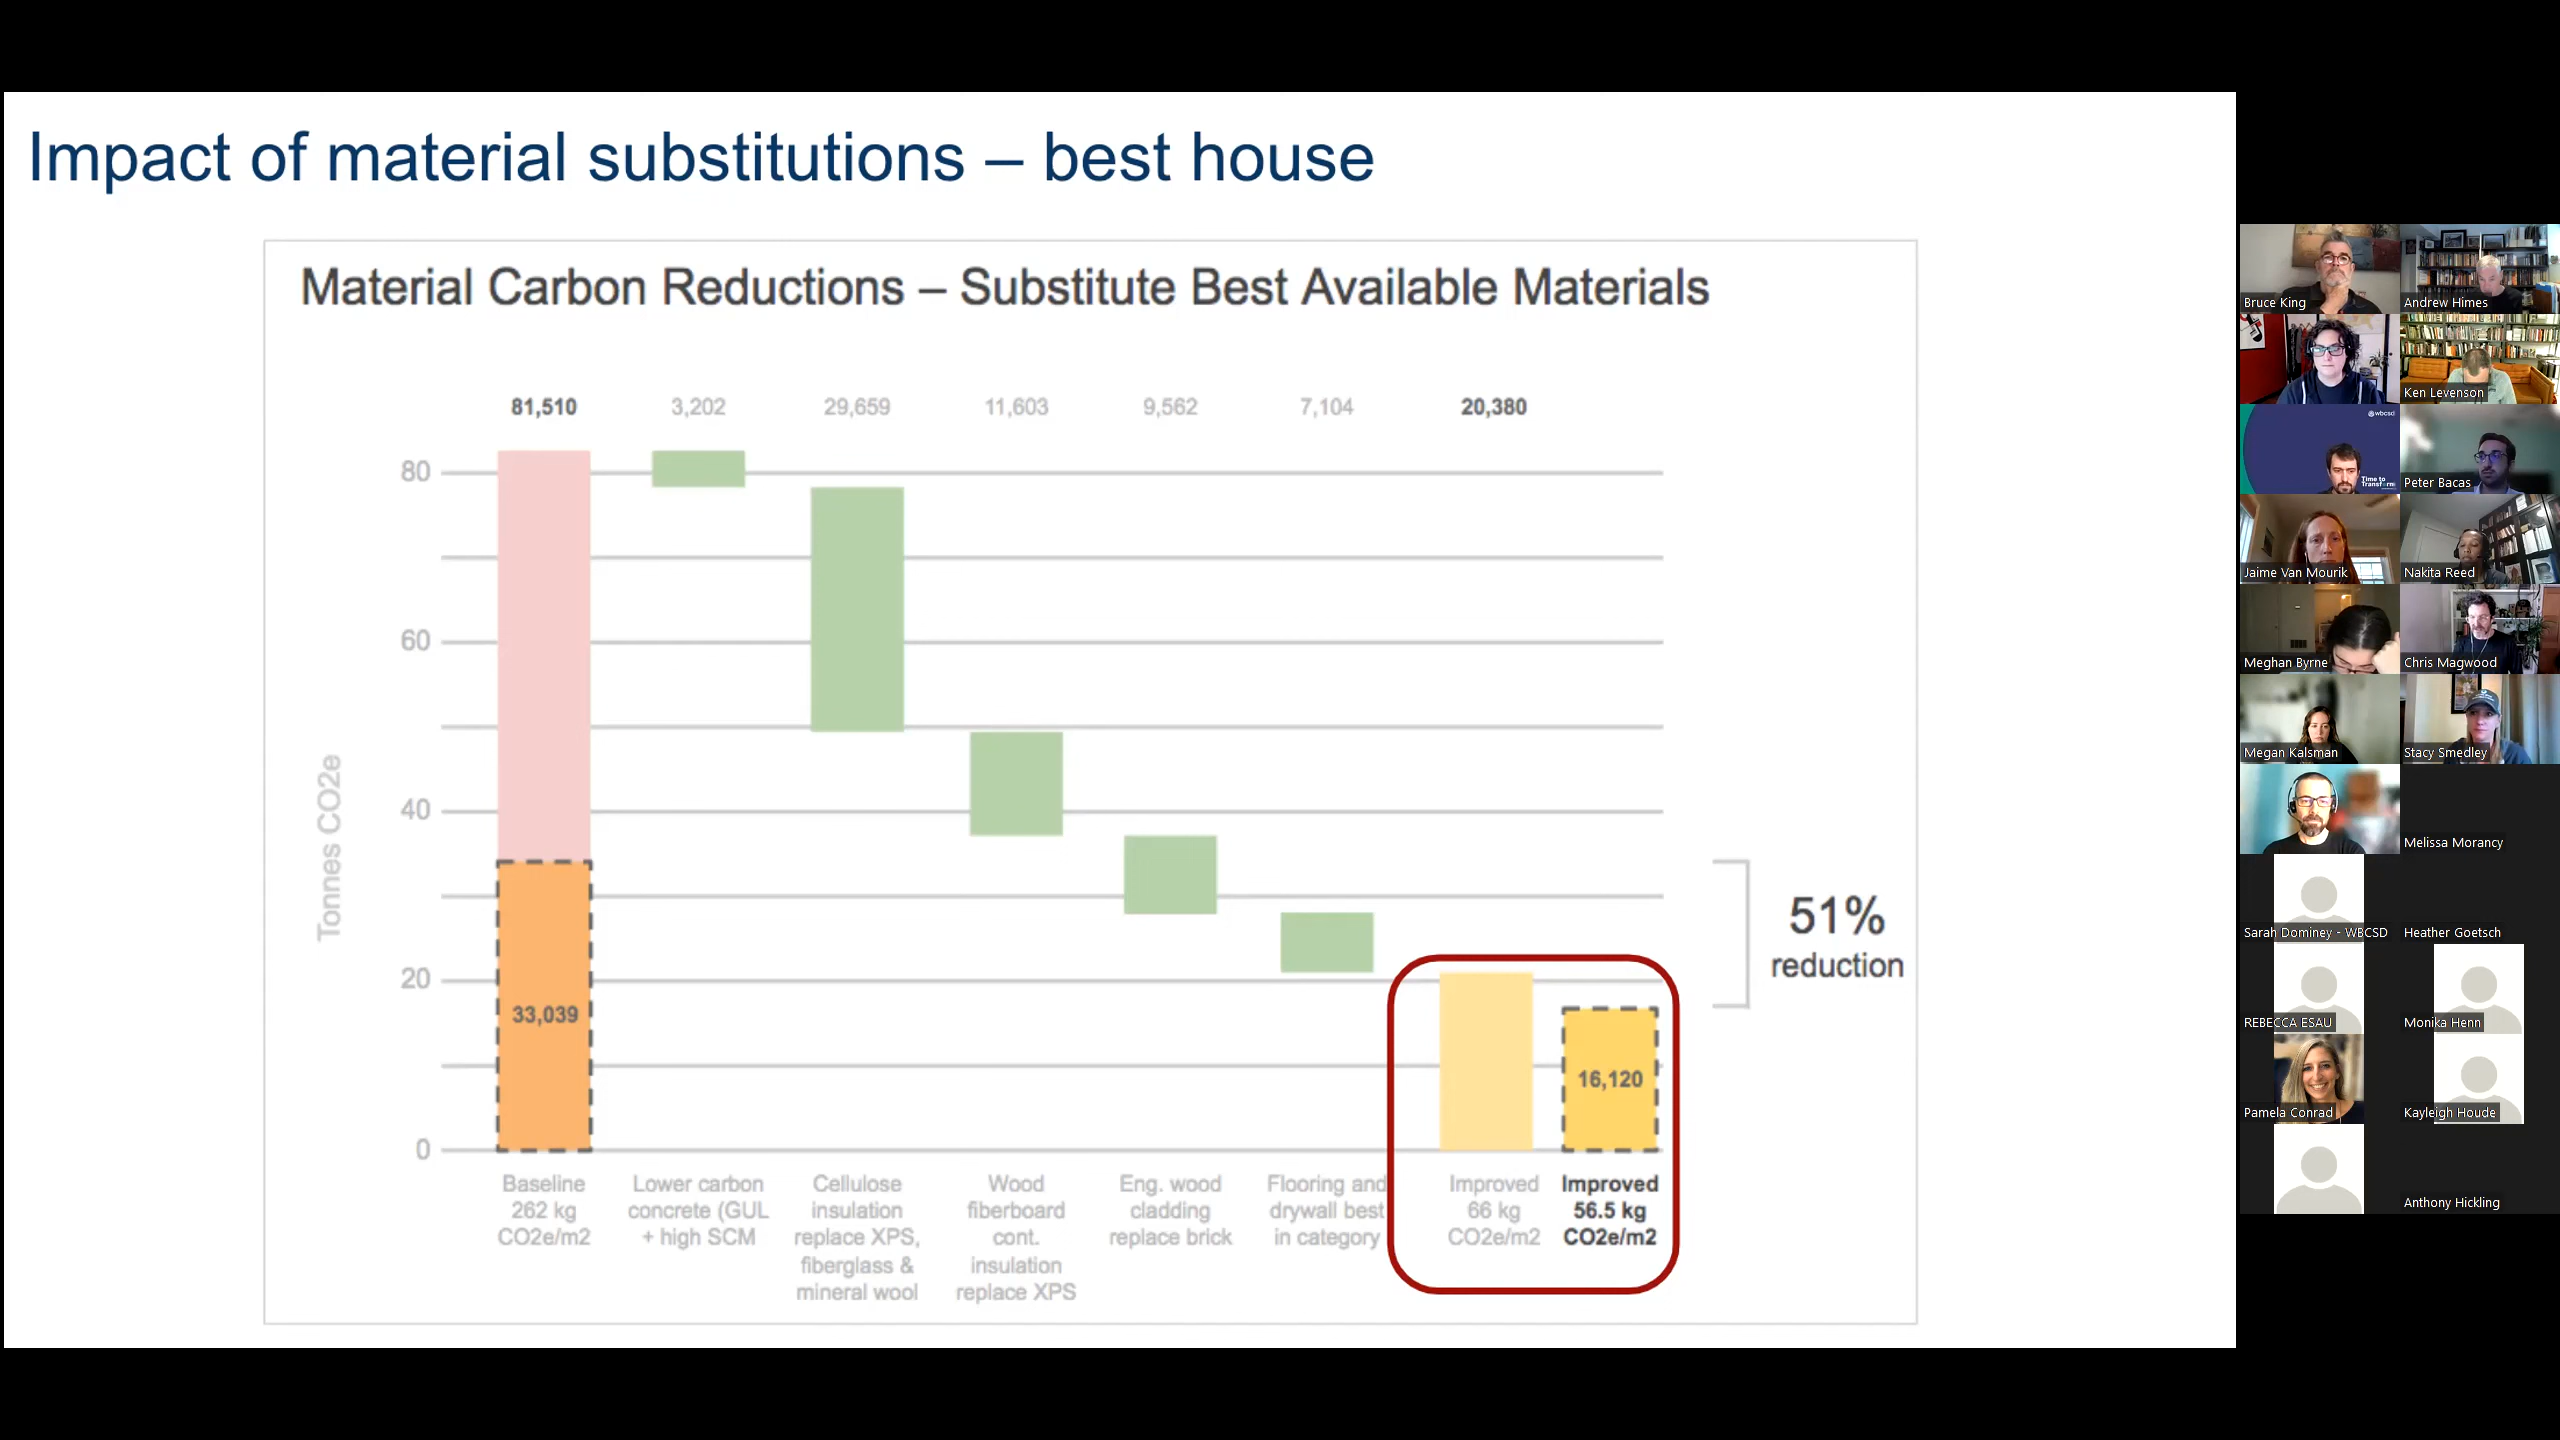 Impact of material substitutions – best house
Material Carbon Reductions – Substitute Best Available Materials
81,510
3,202
29,659
11,603
9,562
7,104
20,380
80
60
40
20
0
Tonnes CO2e
33,039
16,120
51%
reduction
Baseline
262 kg
CO2e/m2
Lower carbon
concrete (GUL
+ high SCM
Cellulose
insulation
replace XPS,
fiberglass &
mineral wool
Wood
fiberboard
cont.
insulation
replace XPS
Eng. wood
cladding
replace brick
Flooring and
drywall best
in category
Improved
66 kg
CO2e/m2
Improved
56.5 kg
CO2e/m2
Bruce King
Andrew Himes
Ken Levenson
wbcsd
Time to
Transform
Peter Bacas
Jaime Van Mourik
Nakita Reed
Meghan Byrne
Chris Magwood
Megan Kalsman
Stacy Smedley
Melissa Morancy
Sarah Dominey - WBCSD
Heather Goetsch
REBECCA ESAU
Monika Henn
Pamela Conrad
Kayleigh Houde
Anthony Hickling